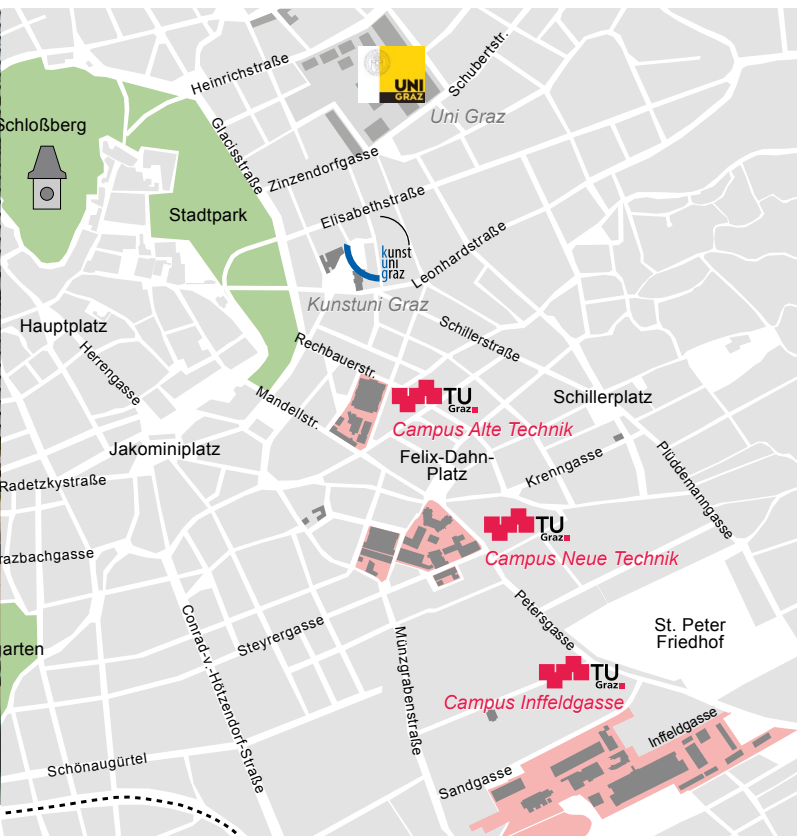 Heinrichstraße
Schubertstr.
UNI
GRAZ
Uni Graz
Schloßberg
Glacisstraße
Zinzendorfgasse
Elisabethstraße
Stadtpark
kunst
uni
graz
Leonhardstraße
Kunstuni Graz
Hauptplatz
Schillerstraße
Rechbauerstr.
Herrengasse
Mandellstr.
TU
Graz
Schillerplatz
Campus Alte Technik
Jakominiplatz
Felix-Dahn-
Platz
Krenngasse
Plüddemanngasse
Radetzkystraße
TU
Graz
Campus Neue Technik
razbachgasse
Petersgasse
St. Peter
Friedhof
Conrad-v.-Hötzendorf-Straße
Steyrergasse
Münzgrabenstraße
arten
TU
Graz
Campus Inffeldgasse
Inffeldgasse
Schönaugürtel
Sandgasse